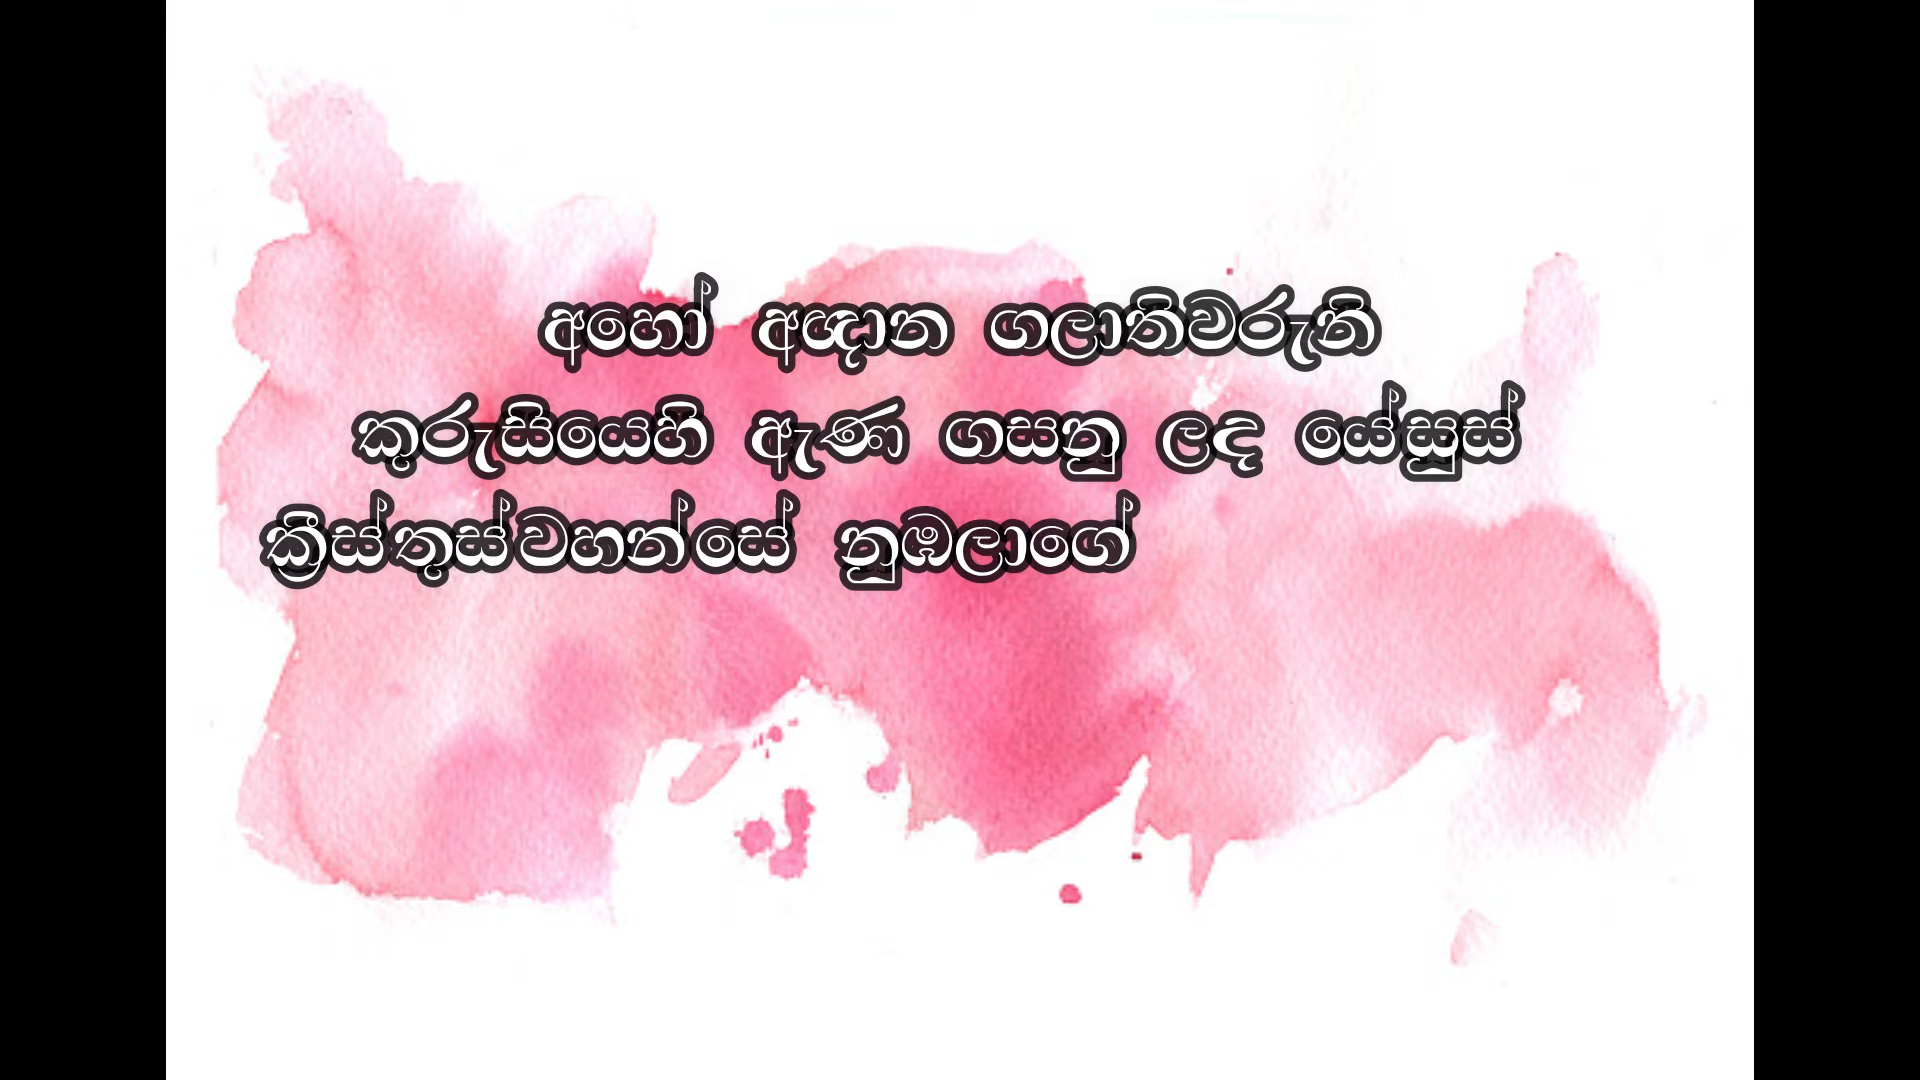 අහෝ අඥාන ගලාතිවරුනි
කුරුසියෙහි ඇණ ගසනු ලද යේසුස්
ක්‍රිස්තුස්වහන්සේ නුඹලාගේ